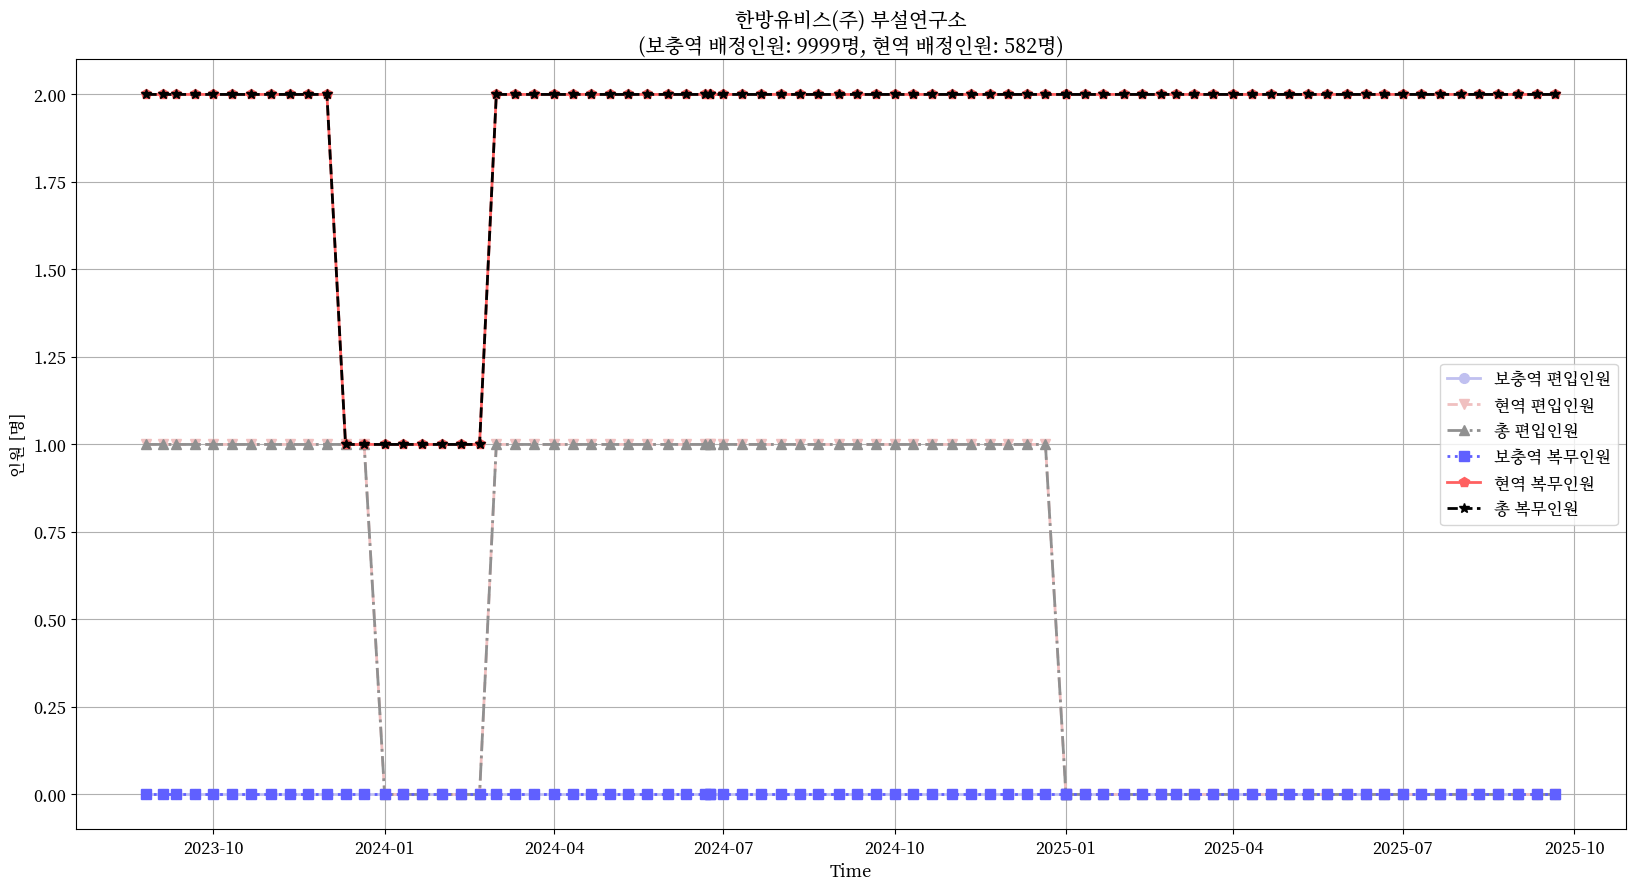 한방유비스(주) 부설연구소
(보충역 배정인원: 9999명, 현역 배정인원: 582명)
인원 [명]
2.00
1.75
1.50
1.25
1.00
0.75
0.50
0.25
0.00
보충역 편입인원
현역 편입인원
총 편입인원
보충역 복무인원
현역 복무인원
총 복무인원
2023-10
2024-01
2024-04
2024-07
2024-10
2025-01
2025-04
2025-07
2025-10
Time